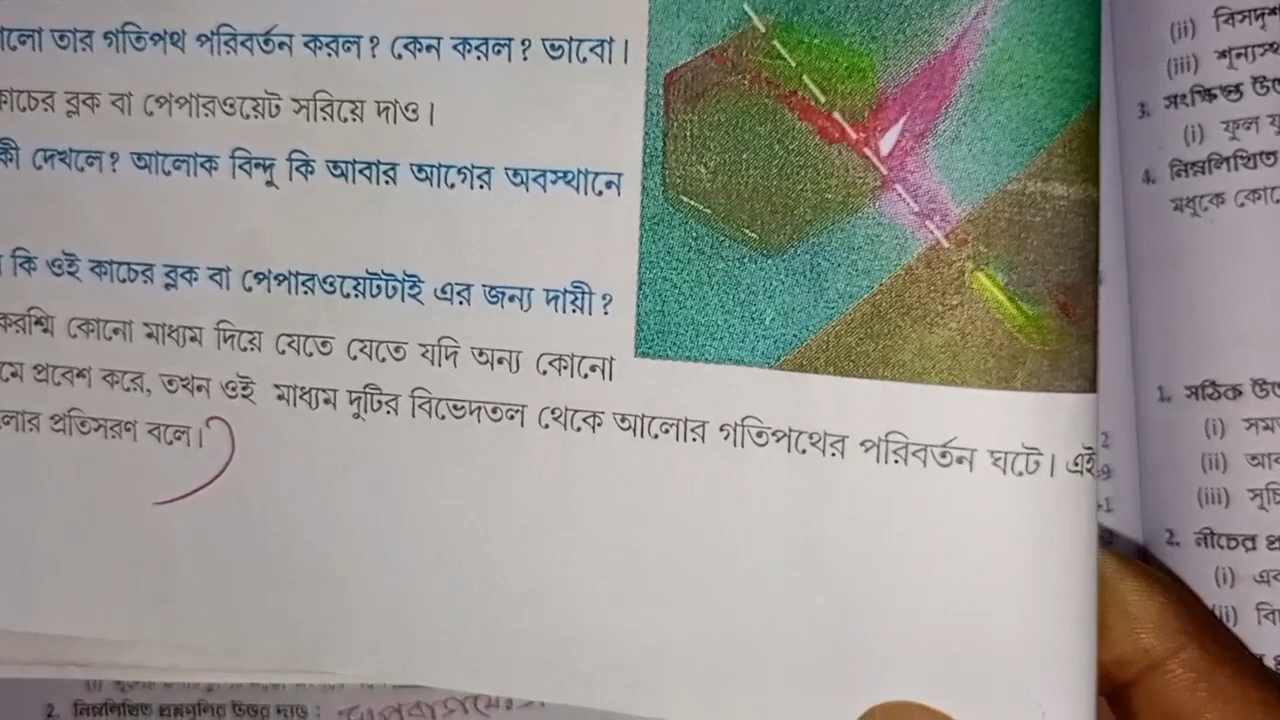 লো তার গতিপথ পরিবর্তন করল? কেন করল? ভাবো।
কাচের ব্লক বা পেপারওয়েট সরিয়ে দাও।
কী দেখলে? আলোক বিন্দু কি আবার আগের অবস্থানে
কি ওই কাচের ব্লক বা পেপারওয়েটটাই এর জন্য দায়ী?
করশ্মি কোনো মাধ্যম দিয়ে যেতে যেতে যদি অন্য কোনো
মে প্রবেশ করে, তখন ওই মাধ্যম দুটির বিভেদতল থেকে আলোর গতিপথের পরিবর্তন ঘটে। এই
লোর প্রতিসরণ বলে।
(ii) বিসদৃশ
(iii)
3. সংক্ষিপ্ত
(i) ফুল
4. নিম্নলিখিত
মধুকে
1. সঠিক
(i) সম
(ii) আ
(iii) সূচি
2. নীচের
(i)
(ii) বি
2. নিম্নলিখিত প্রশ্নগুলির উত্তর দাও :